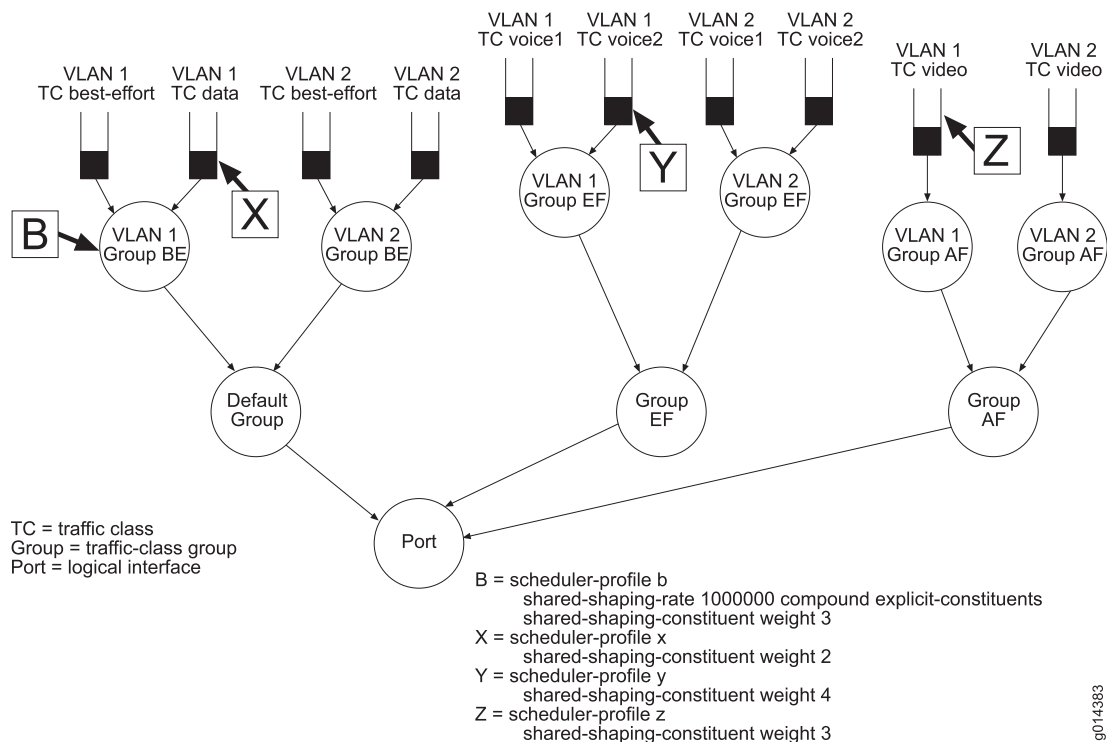 VLAN 1
TC best-effort
VLAN 1
TC data
VLAN 2
TC best-effort
VLAN 2
TC data
VLAN 1
TC voice1
VLAN 1
TC voice2
VLAN 2
TC voice1
VLAN 2
TC voice2
VLAN 1
TC video
VLAN 2
TC video
B
X
Y
Z
VLAN 1
Group BE
VLAN 2
Group BE
VLAN 1
Group EF
VLAN 2
Group EF
VLAN 1
Group AF
VLAN 2
Group AF
Default
Group
Group
EF
Group
AF
Port
TC = traffic class
Group = traffic-class group
Port = logical interface
B = scheduler-profile b
shared-shaping-rate 1000000 compound explicit-constituents
shared-shaping-constituent weight 3
X = scheduler-profile x
shared-shaping-constituent weight 2
Y = scheduler-profile y
shared-shaping-constituent weight 4
Z = scheduler-profile z
shared-shaping-constituent weight 3
g014383